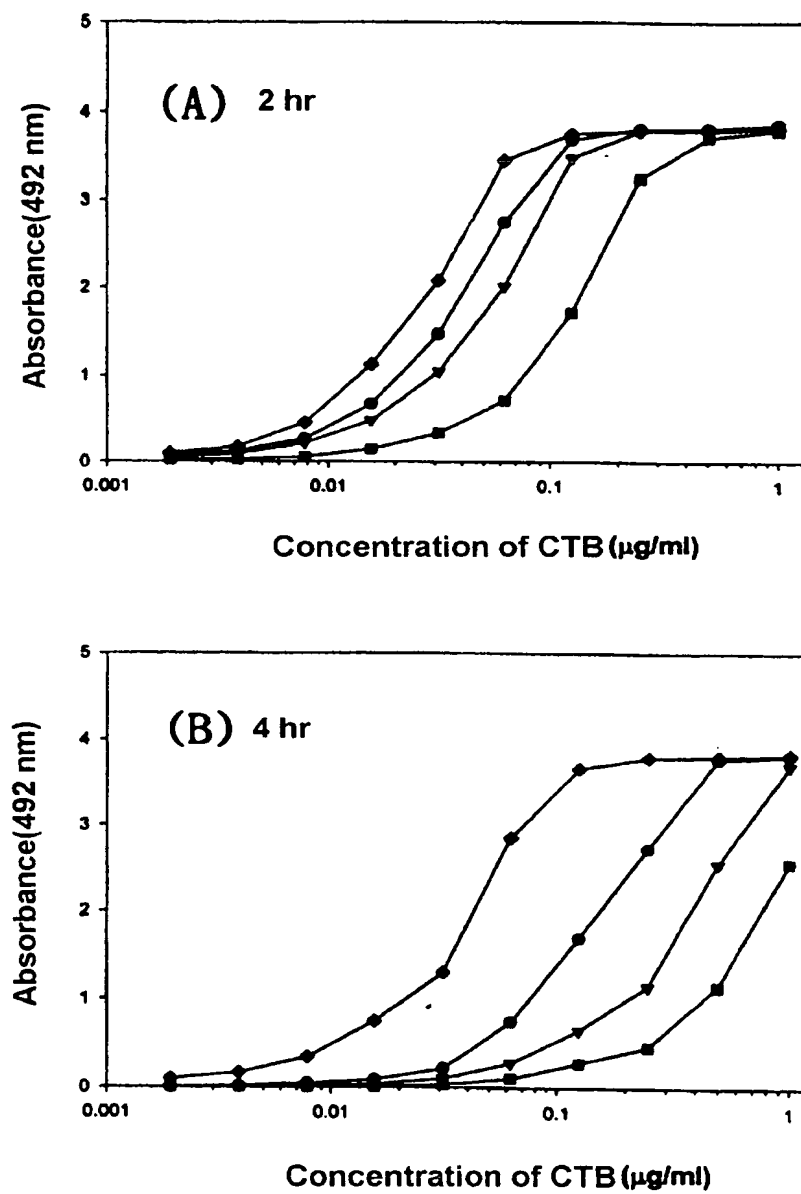 5
4
3
2
1
0
(A) 2 hr
Absorbance(492 nm)
0.001 0.01 0.1 1
Concentration of CTB(µg/ml)
5
4
3
2
1
0
(B) 4 hr
Absorbance(492 nm)
0.001 0.01 0.1 1
Concentration of CTB(µg/ml)